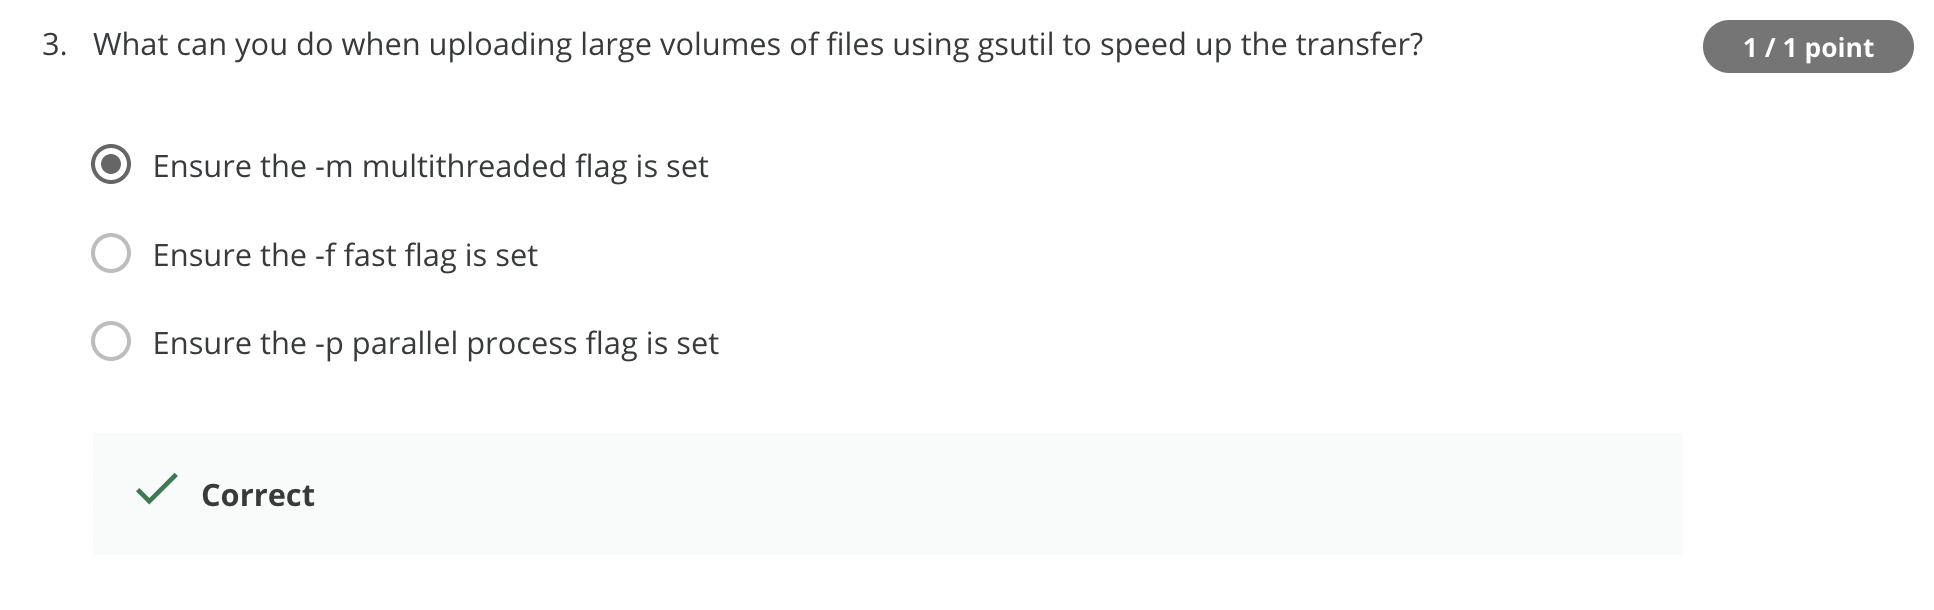 3. What can you do when uploading large volumes of files using gsutil to speed up the transfer?
1 / 1 point
Ensure the -m multithreaded flag is set
Ensure the -f fast flag is set
Ensure the -p parallel process flag is set
Correct